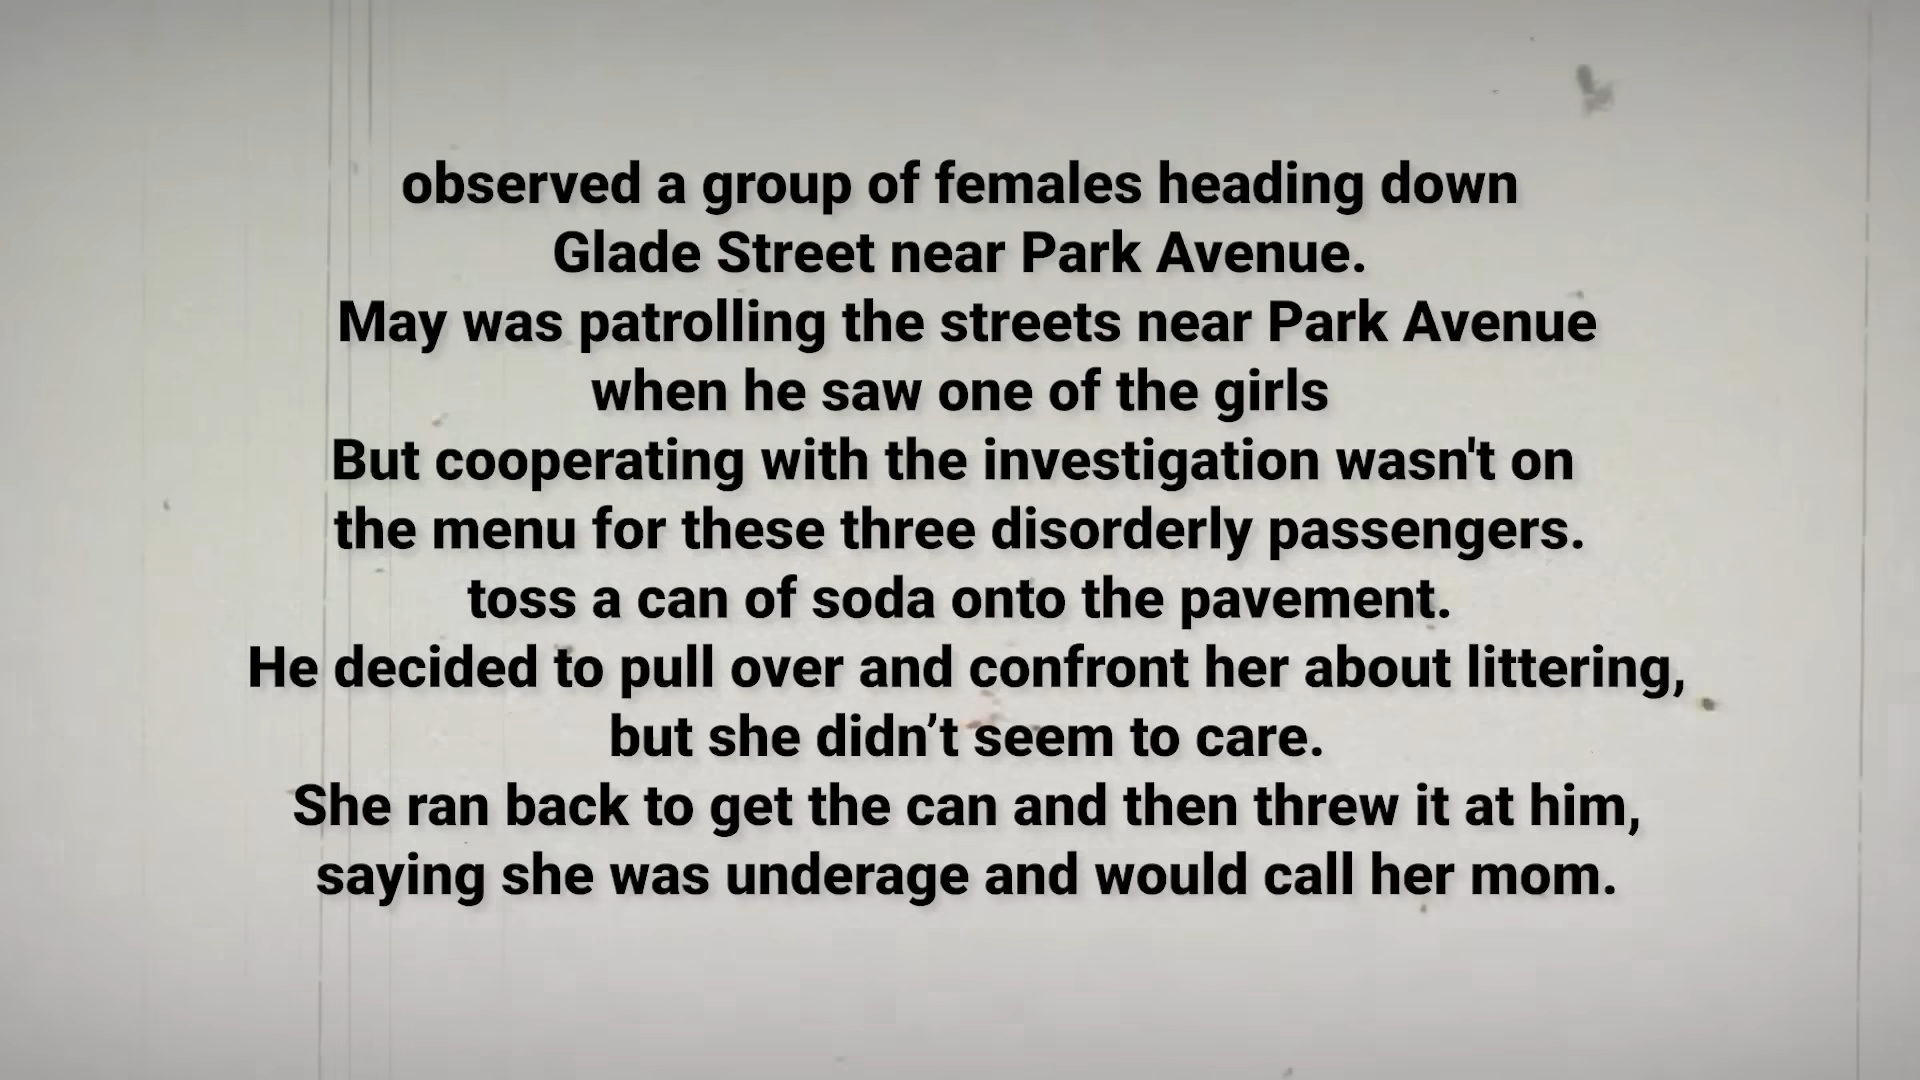 observed a group of females heading down
Glade Street near Park Avenue.
May was patrolling the streets near Park Avenue
when he saw one of the girls
But cooperating with the investigation wasn't on
the menu for these three disorderly passengers.
toss a can of soda onto the pavement.
He decided to pull over and confront her about littering,
but she didn’t seem to care.
She ran back to get the can and then threw it at him,
saying she was underage and would call her mom.